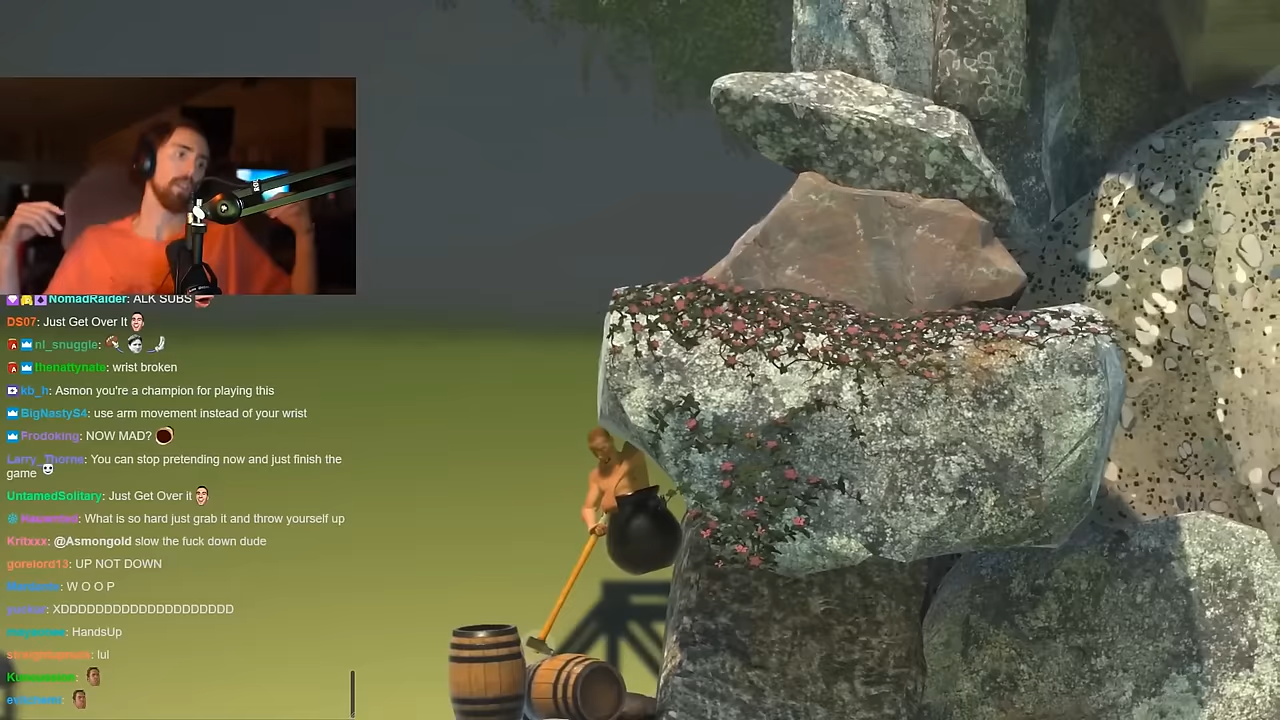 NomadRaider: ALK SUBS
DS07: Just Get Over It
nl_snuggle:
thenattynate: wrist broken
kb_h: Asmon you're a champion for playing this
BigNastyS4: use arm movement instead of your wrist
Frodoking: NOW MAD?
Larry_Thorne: You can stop pretending now and just finish the
game
UntamedSolitary: Just Get Over it
: What is so hard just grab it and throw yourself up
Kritxxx: @Asmongold slow the fuck down dude
gorelord13: UP NOT DOWN
: W O O P
: XDDDDDDDDDDDDDDDDDDDD
: HandsUp
: lul